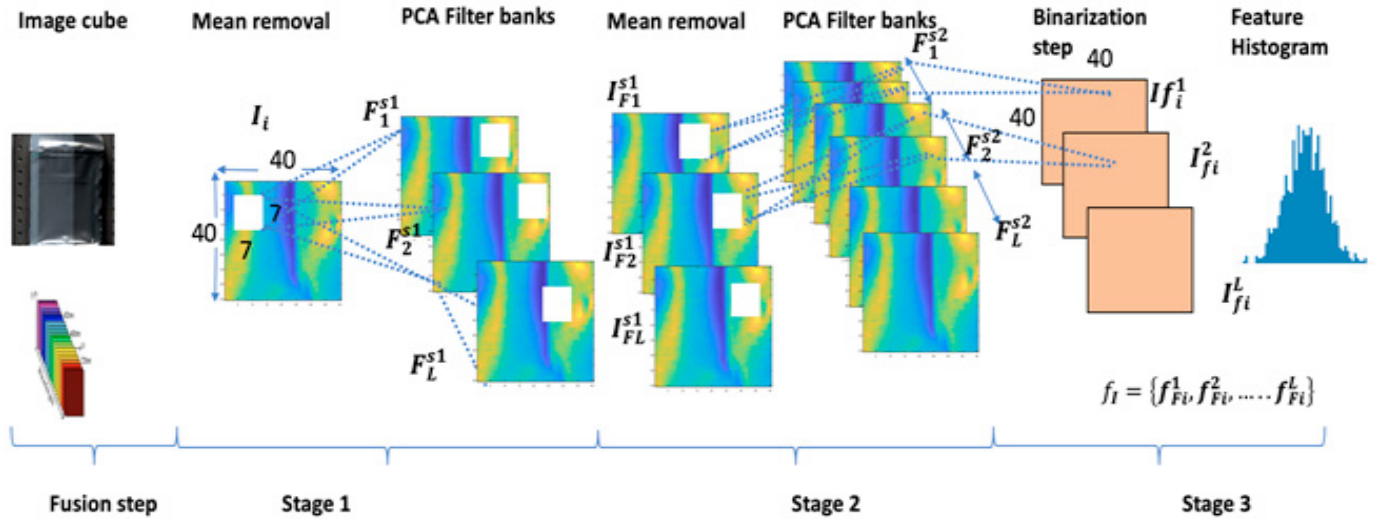 Image cube
Mean removal
PCA Filter banks
Mean removal
PCA Filter banks
Binarization
step
Feature
Histogram
I_i
40
40
7
7
F_1^{s1}
F_2^{s1}
F_L^{s1}
I_{F1}^{s1}
I_{F2}^{s1}
I_{FL}^{s1}
F_1^{s2}
F_2^{s2}
F_L^{s2}
40
40
If_i^1
I_{fi}^2
I_{fi}^L
f_I = {f_{Fi}^1, f_{Fi}^2, ..... f_{Fi}^L}
Fusion step
Stage 1
Stage 2
Stage 3